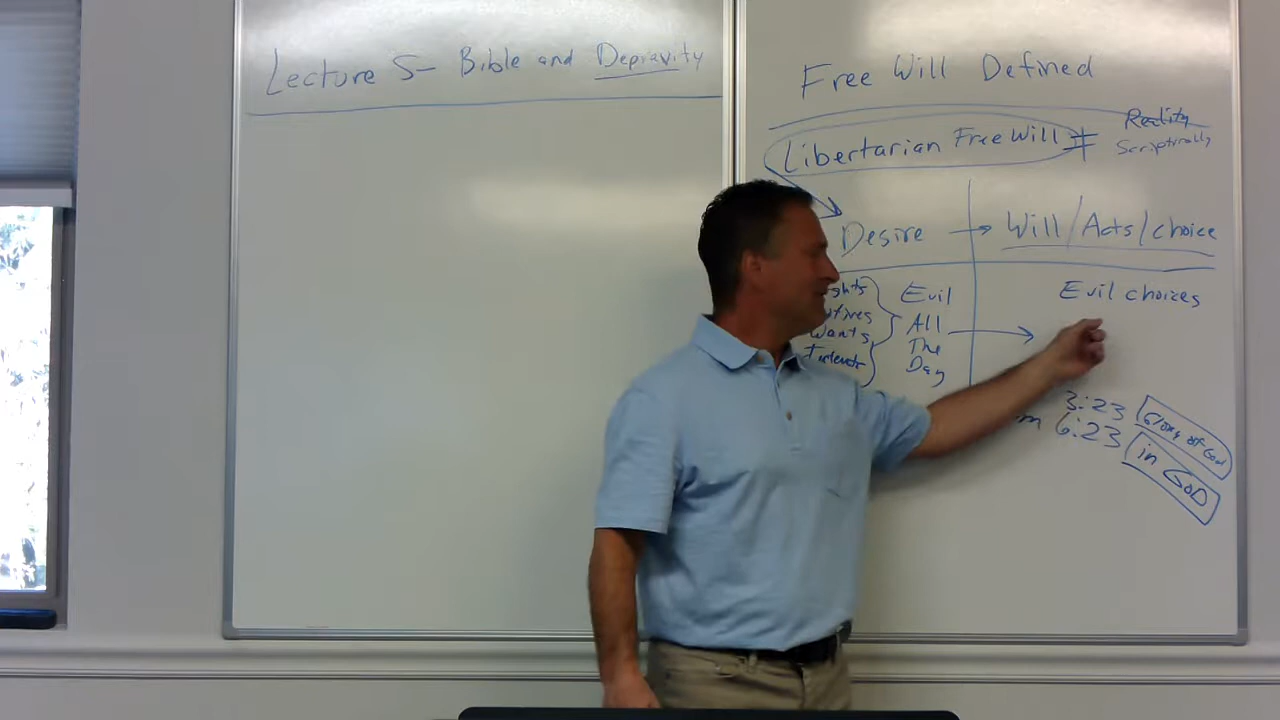 Lecture 5- Bible and Depravity
Free Will Defined
Libertarian Free Will ≠ Reality
Scripturally
Desire → Will/Acts/choice
Evil
All
The
Day
Wants
Evil choices
3:23 Glory of God
6:23 in GOD